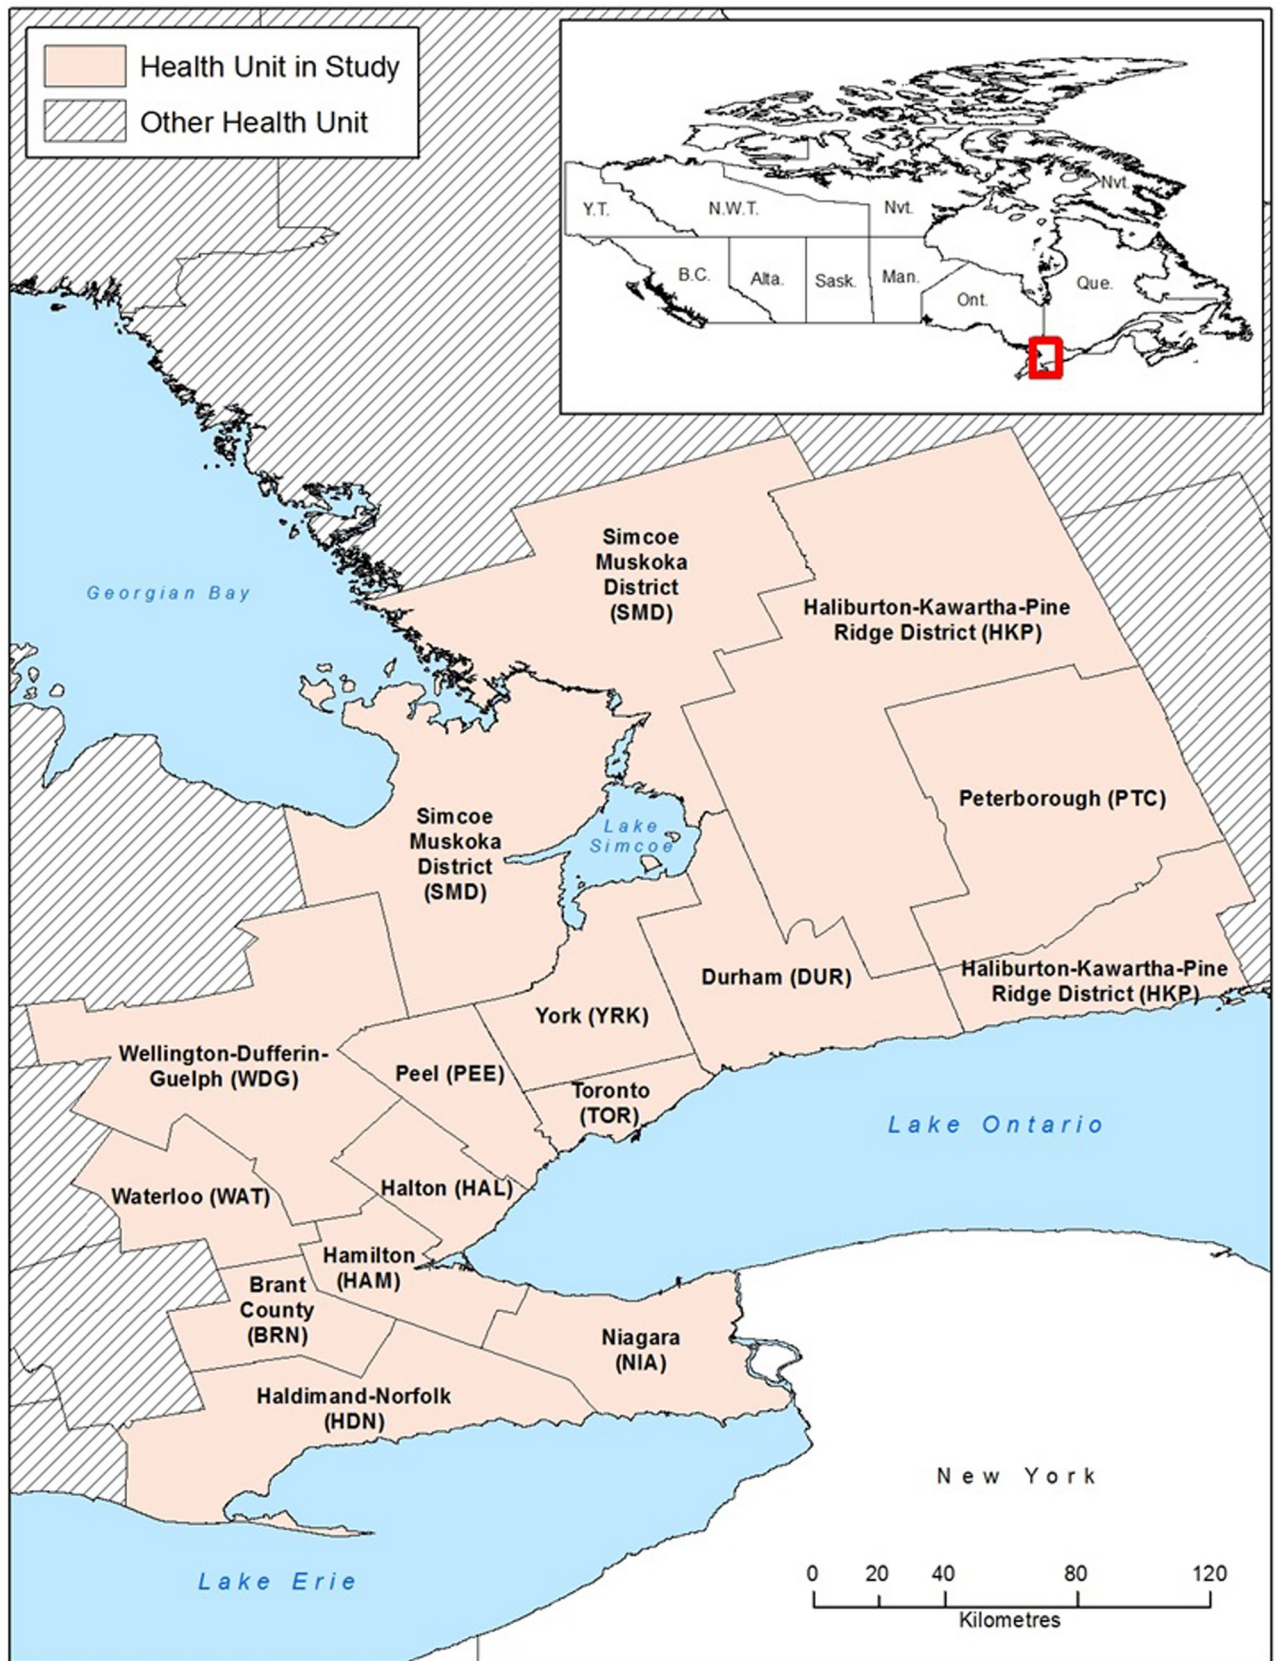 Health Unit in Study
Other Health Unit
Y.T.
N.W.T.
Nvt.
Nvt.
B.C.
Alta.
Sask.
Man.
Ont.
Que.
Georgian Bay
Simcoe
Muskoka
District
(SMD)
Haliburton-Kawartha-Pine
Ridge District (HKP)
Peterborough (PTC)
Simcoe
Muskoka
District
(SMD)
Lake
Simcoe
Durham (DUR)
Haliburton-Kawartha-Pine
Ridge District (HKP)
York (YRK)
Wellington-Dufferin-
Guelph (WDG)
Peel (PEE)
Toronto
(TOR)
Lake Ontario
Waterloo (WAT)
Halton (HAL)
Hamilton
(HAM)
Brant
County
(BRN)
Niagara
(NIA)
Haldimand-Norfolk
(HDN)
New York
Lake Erie
0 20 40 80 120
Kilometres